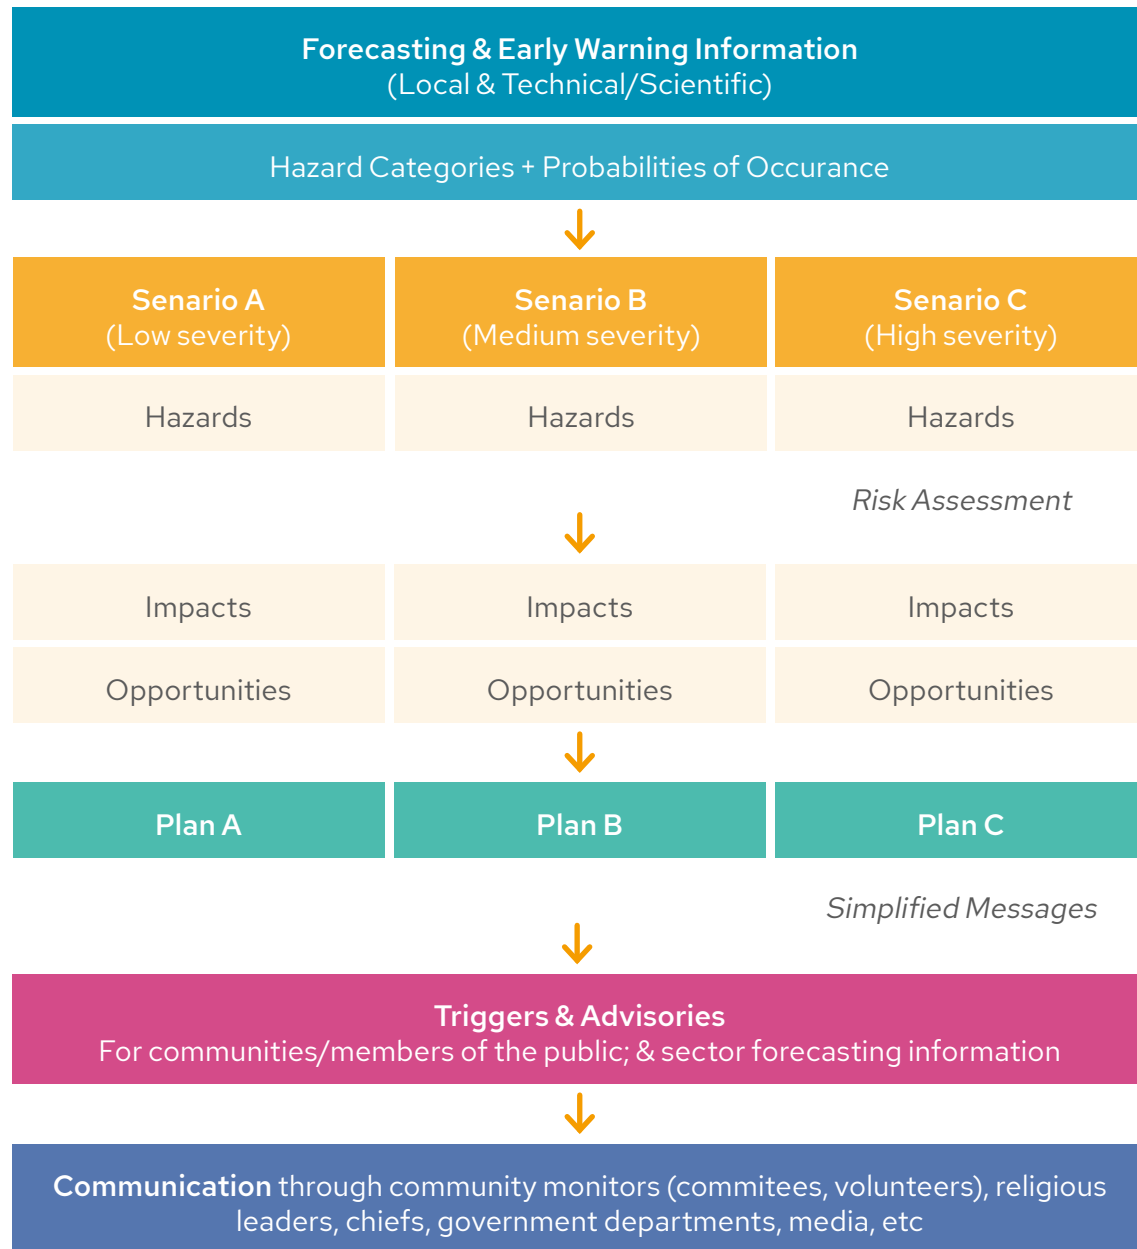 Forecasting & Early Warning Information
(Local & Technical/Scientific)
Hazard Categories + Probabilities of Occurance
Senario A
(Low severity)
Senario B
(Medium severity)
Senario C
(High severity)
Hazards
Hazards
Hazards
Risk Assessment
Impacts
Impacts
Impacts
Opportunities
Opportunities
Opportunities
Plan A
Plan B
Plan C
Simplified Messages
Triggers & Advisories
For communities/members of the public; & sector forecasting information
Communication through community monitors (commitees, volunteers), religious
leaders, chiefs, government departments, media, etc